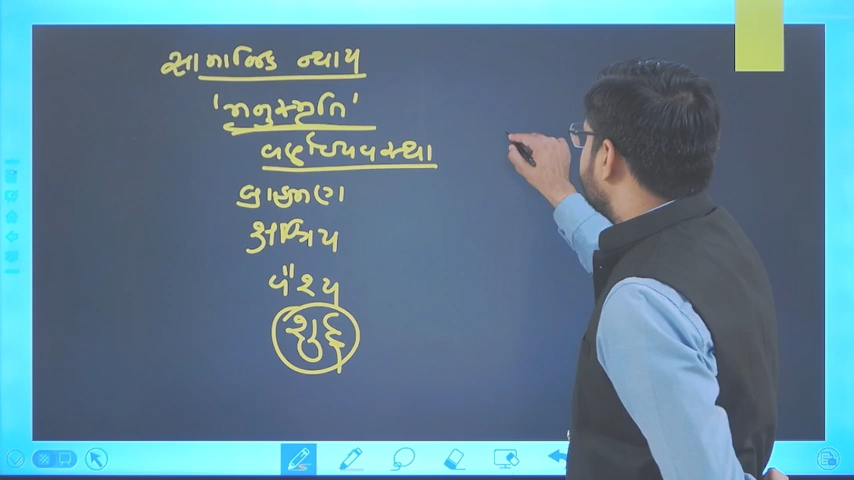 સામાજિક ન્યાય
'મનુસ્મૃતિ'
વર્ણવ્યવસ્થા
બ્રાહ્મણ
ક્ષત્રિય
વૈશ્ય
શુદ્ર